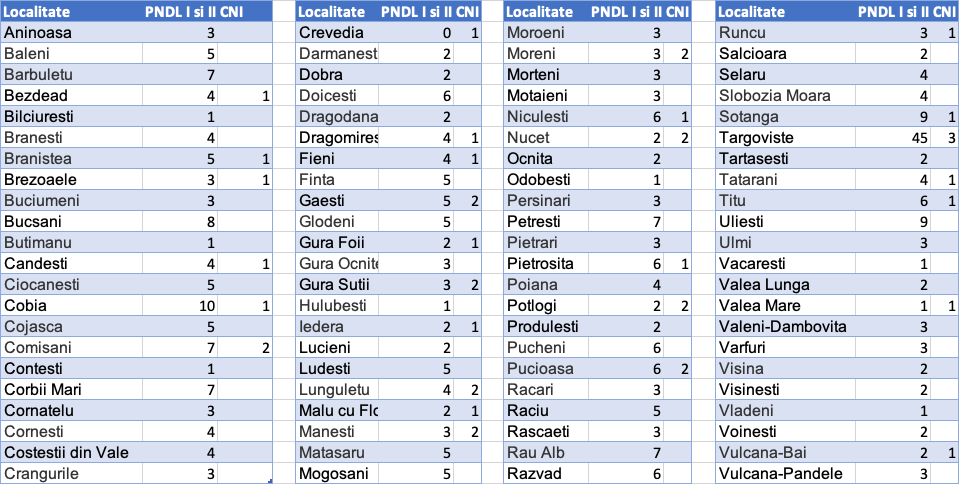 Localitate PNDL I si II CNI
Aninoasa 3
Baleni 5
Barbuletu 7
Bezdead 4 1
Bilciuresti 1
Branesti 4
Branistea 5 1
Brezoaele 3 1
Buciumeni 3
Bucsani 8
Butimanu 1
Candesti 4 1
Ciocanesti 5
Cobia 10 1
Cojasca 5
Comisani 7 2
Contesti 1
Corbii Mari 7
Cornatelu 3
Cornesti 4
Costestii din Vale 4
Crangurile 3
Localitate PNDL I si II CNI
Crevedia 0 1
Darmanest 2
Dobra 2
Doicesti 6
Dragodana 2
Dragomires 4 1
Fieni 4 1
Finta 5
Gaesti 5 2
Glodeni 5
Gura Foii 2 1
Gura Ocnite 3
Gura Sutii 3 2
Hulubesti 1
Iedera 2 1
Lucieni 2
Ludesti 5
Lunguletu 4 2
Malu cu Flo 2 1
Manesti 3 2
Matasaru 5
Mogosani 5
Localitate PNDL I si II CNI
Moroeni 3
Moreni 3 2
Morteni 3
Motaieni 3
Niculesti 6 1
Nucet 2 2
Ocnita 2
Odobesti 1
Persinari 3
Petresti 7
Pietrari 3
Pietrosita 6 1
Poiana 4
Potlogi 2 2
Produlesti 2
Pucheni 6
Pucioasa 6 2
Racari 3
Raciu 5
Rascaeti 3
Rau Alb 7
Razvad 6
Localitate PNDL I si II CNI
Runcu 3 1
Salcioara 2
Selaru 4
Slobozia Moara 4
Sotanga 9 1
Targoviste 45 3
Tartasesti 2
Tatarani 4 1
Titu 6 1
Uliesti 9
Ulmi 3
Vacaresti 1
Valea Lunga 2
Valea Mare 1 1
Valeni-Dambovita 3
Varfuri 3
Visina 2
Visinesti 2
Vladeni 1
Voinesti 2
Vulcana-Bai 2 1
Vulcana-Pandele 3